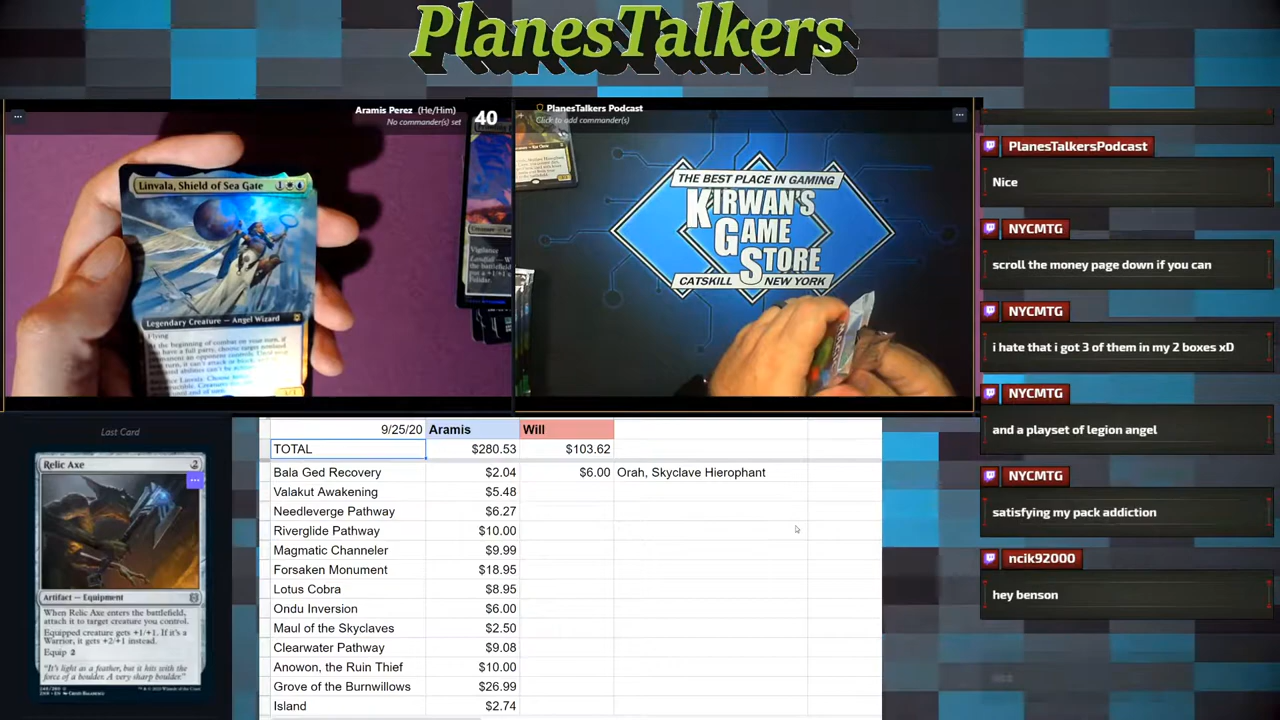 PlanesTalkers
Aramis Perez (He/Him)
No commander(s) set
40
PlanesTalkers Podcast
Click to add commander(s)
Linvala, Shield of Sea Gate
Legendary Creature — Angel Wizard
Flying
Vigilance
THE BEST PLACE IN GAMING
KIRWAN'S
GAME
STORE
CATSKILL NEW YORK
PlanesTalkersPodcast
Nice
NYCMTG
scroll the money page down if you can
NYCMTG
i hate that i got 3 of them in my 2 boxes xD
NYCMTG
and a playset of legion angel
NYCMTG
satisfying my pack addiction
ncik92000
hey benson
Last Card
Relic Axe 2
Artifact — Equipment
When Relic Axe enters the battlefield,
attach it to target creature you control.
Equipped creature gets +1/+1. If it's a
Warrior, it gets +2/+1 instead.
Equip 2
"It's light as a feather, but it hits with the
force of a boulder. A very sharp boulder."
9/25/20 Aramis Will
TOTAL $280.53 $103.62
Bala Ged Recovery $2.04 $6.00 Orah, Skyclave Hierophant
Valakut Awakening $5.48
Needleverge Pathway $6.27
Riverglide Pathway $10.00
Magmatic Channeler $9.99
Forsaken Monument $18.95
Lotus Cobra $8.95
Ondu Inversion $6.00
Maul of the Skyclaves $2.50
Clearwater Pathway $9.08
Anowon, the Ruin Thief $10.00
Grove of the Burnwillows $26.99
Island $2.74